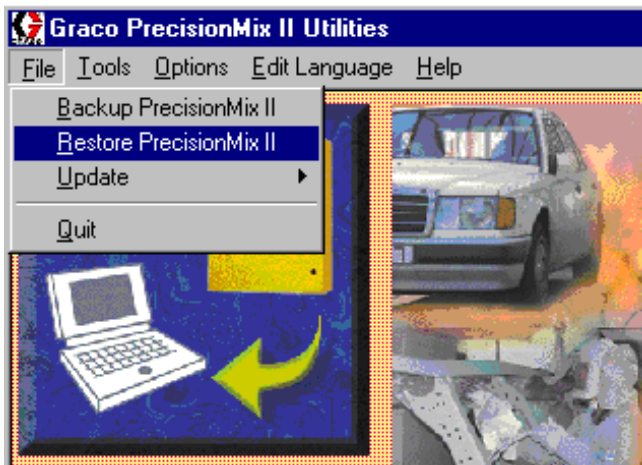 Graco PrecisionMix II Utilities
File Tools Options Edit Language Help
Backup PrecisionMix II
Restore PrecisionMix II
Update
Quit